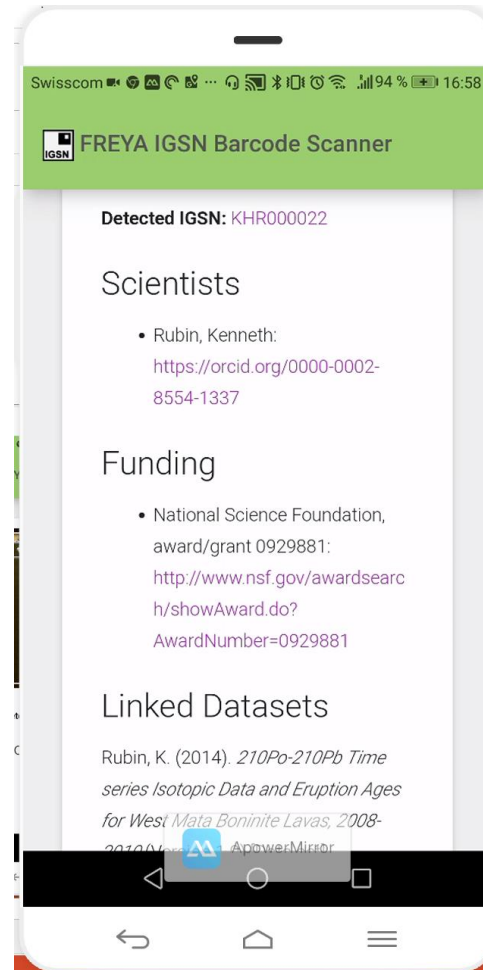 Swisscom 94 % 16:58
IGSN FREYA IGSN Barcode Scanner
Detected IGSN: KHR000022
Scientists
• Rubin, Kenneth:
https://orcid.org/0000-0002-
8554-1337
Funding
• National Science Foundation,
award/grant 0929881:
http://www.nsf.gov/awardsearc
h/showAward.do?
AwardNumber=0929881
Linked Datasets
Rubin, K. (2014). 210Po-210Pb Time
series Isotopic Data and Eruption Ages
for West Mata Boninite Lavas, 2008-
ApowerMirror